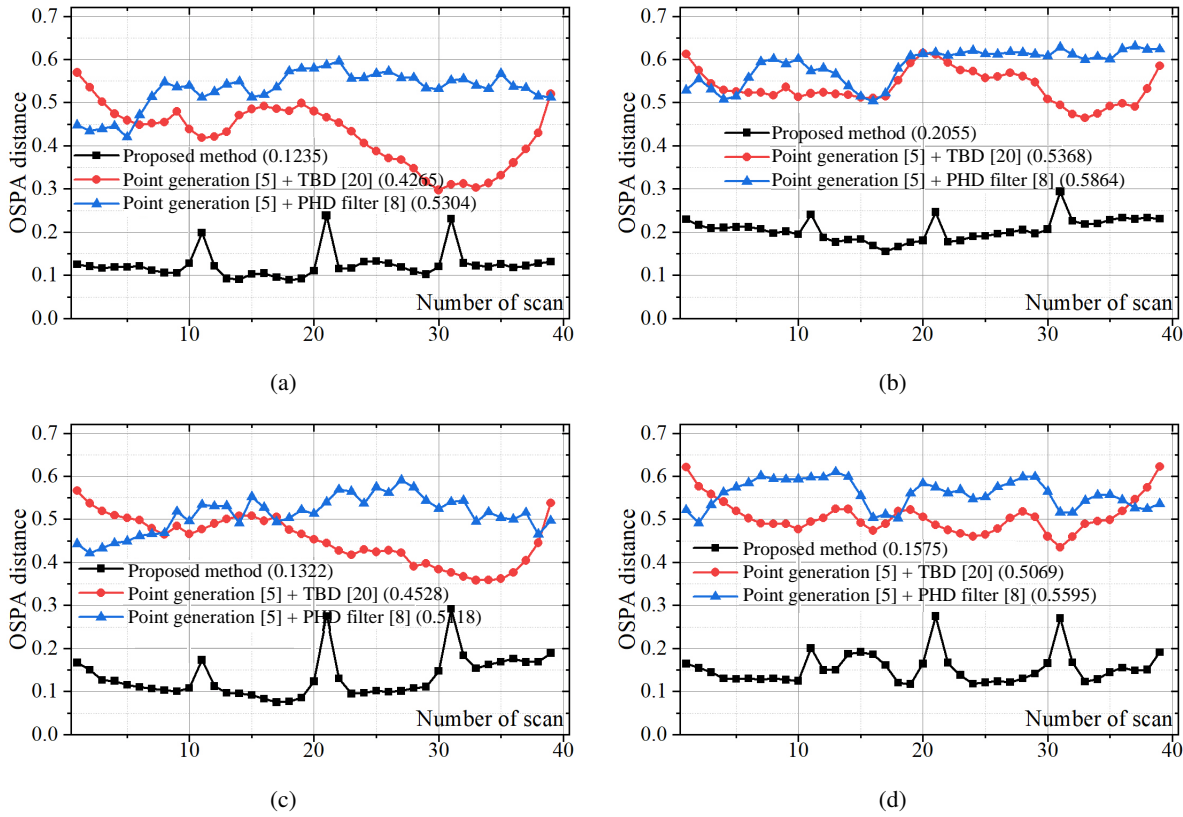 0.7
0.6
0.5
0.4
0.3
0.2
0.1
0.0
OSPA distance
Proposed method (0.1235)
Point generation [5] + TBD [20] (0.4265)
Point generation [5] + PHD filter [8] (0.5304)
Number of scan
10
20
30
40
(a)
0.7
0.6
0.5
0.4
0.3
0.2
0.1
0.0
OSPA distance
Proposed method (0.2055)
Point generation [5] + TBD [20] (0.5368)
Point generation [5] + PHD filter [8] (0.5864)
Number of scan
10
20
30
40
(b)
0.7
0.6
0.5
0.4
0.3
0.2
0.1
0.0
OSPA distance
Proposed method (0.1322)
Point generation [5] + TBD [20] (0.4528)
Point generation [5] + PHD filter [8] (0.5118)
Number of scan
10
20
30
40
(c)
0.7
0.6
0.5
0.4
0.3
0.2
0.1
0.0
OSPA distance
Proposed method (0.1575)
Point generation [5] + TBD [20] (0.5069)
Point generation [5] + PHD filter [8] (0.5595)
Number of scan
10
20
30
40
(d)